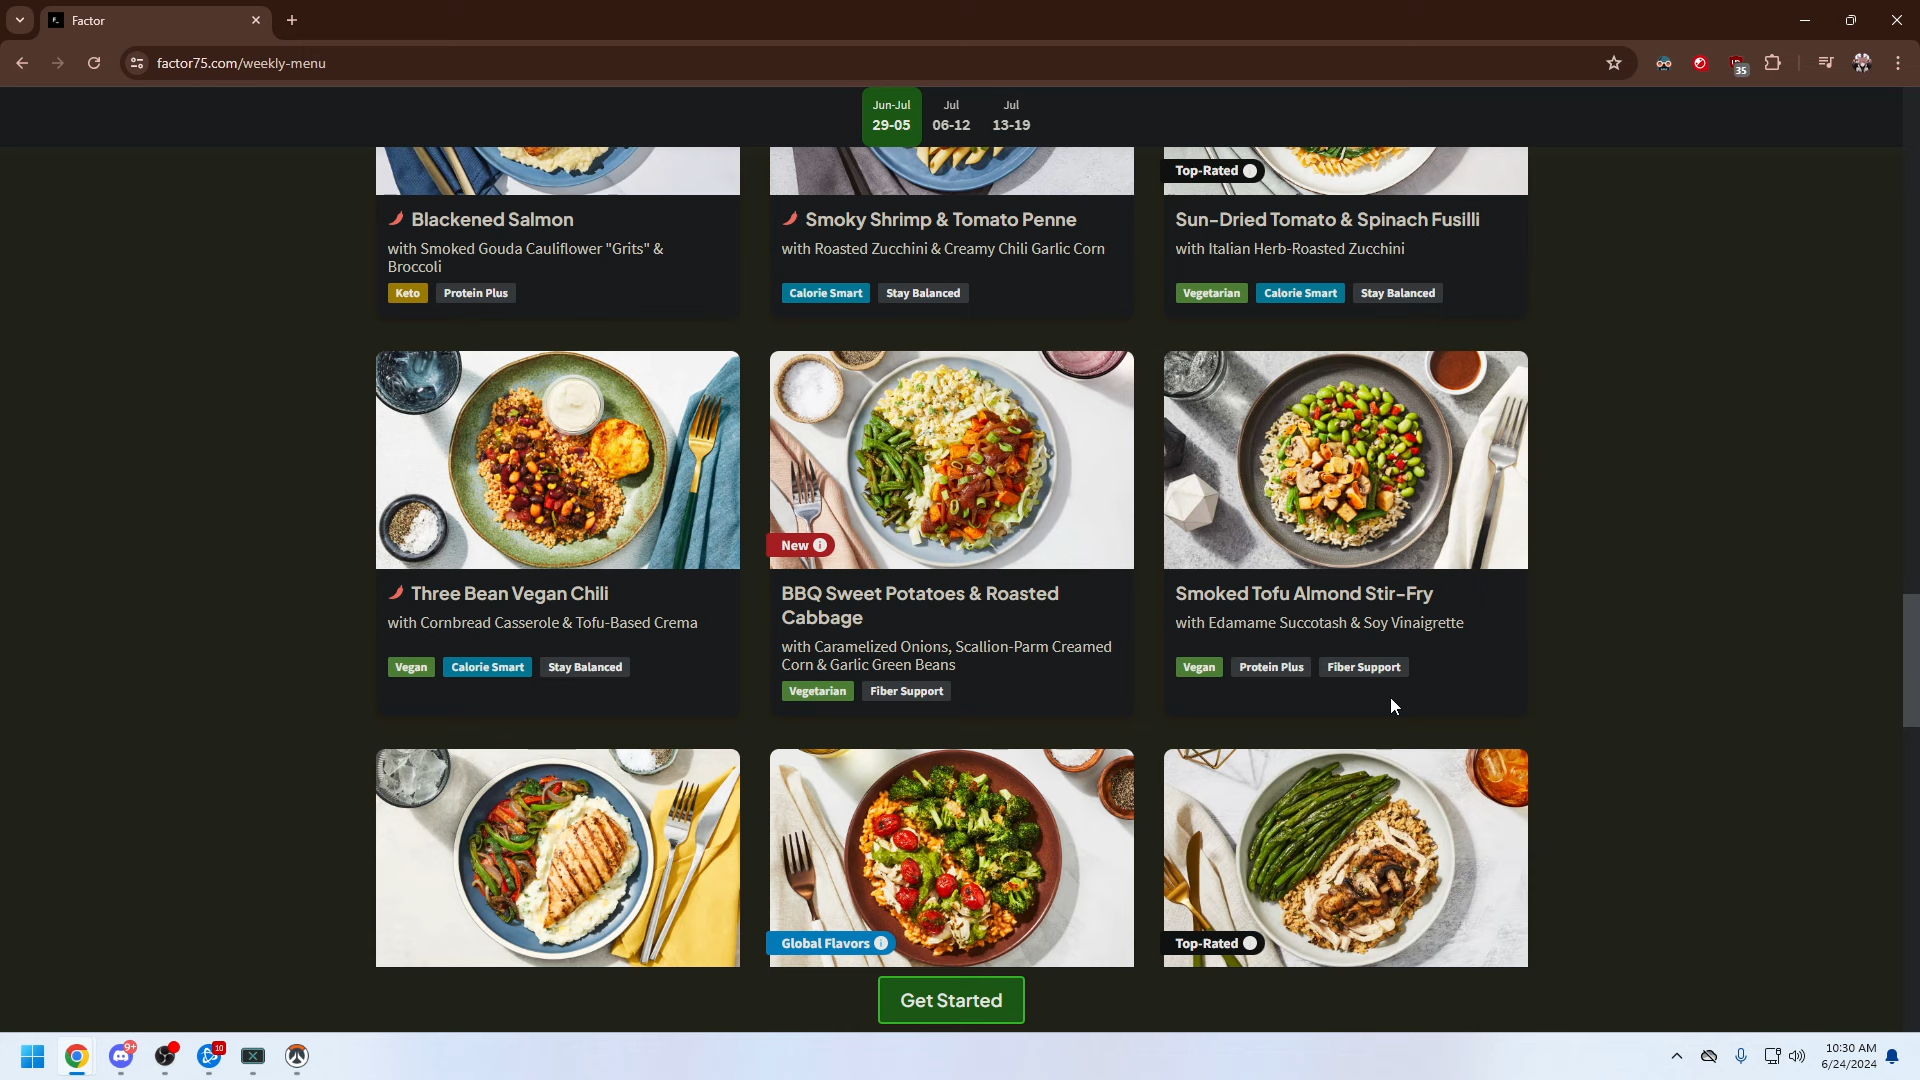 Factor
factor75.com/weekly-menu
35
Jun-Jul
29-05
Jul
06-12
Jul
13-19
Top-Rated
Blackened Salmon
with Smoked Gouda Cauliflower "Grits" &
Broccoli
Keto
Protein Plus
Smoky Shrimp & Tomato Penne
with Roasted Zucchini & Creamy Chili Garlic Corn
Calorie Smart
Stay Balanced
Sun-Dried Tomato & Spinach Fusilli
with Italian Herb-Roasted Zucchini
Vegetarian
Calorie Smart
Stay Balanced
New
Three Bean Vegan Chili
with Cornbread Casserole & Tofu-Based Crema
Vegan
Calorie Smart
Stay Balanced
BBQ Sweet Potatoes & Roasted
Cabbage
with Caramelized Onions, Scallion-Parm Creamed
Corn & Garlic Green Beans
Vegetarian
Fiber Support
Smoked Tofu Almond Stir-Fry
with Edamame Succotash & Soy Vinaigrette
Vegan
Protein Plus
Fiber Support
Global Flavors
Top-Rated
Get Started
9+
10
10:30 AM
6/24/2024